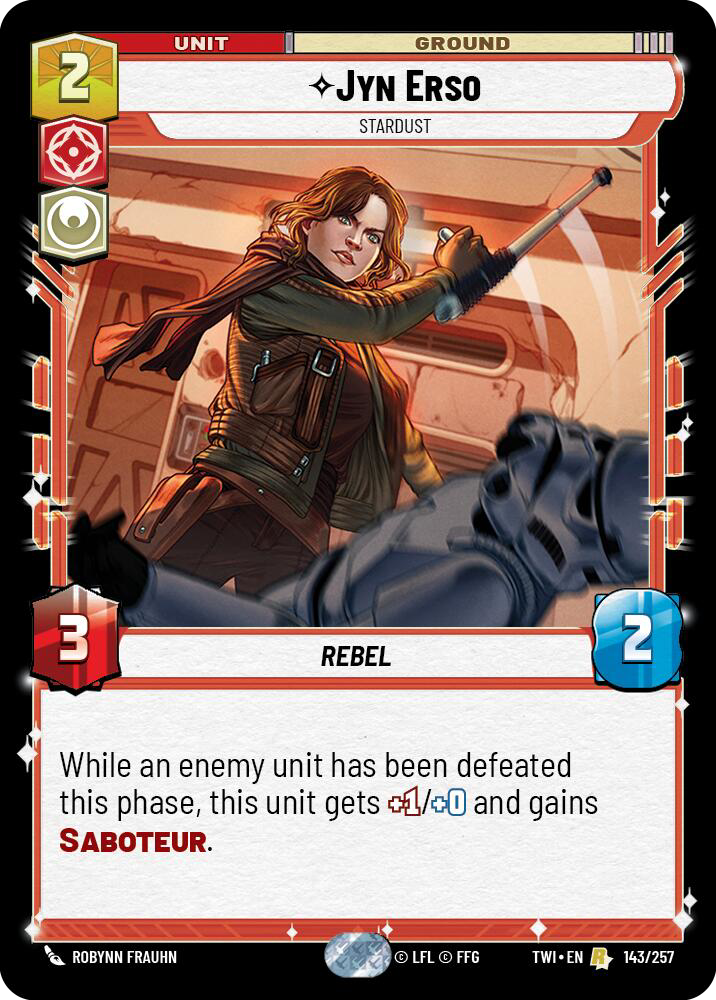 UNIT
GROUND
2
✧JYN ERSO
STARDUST
3
REBEL
2
While an enemy unit has been defeated
this phase, this unit gets +1/+0 and gains
SABOTEUR.
ROBYNN FRAUHN
© LFL © FFG
TWI • EN
R
143/257